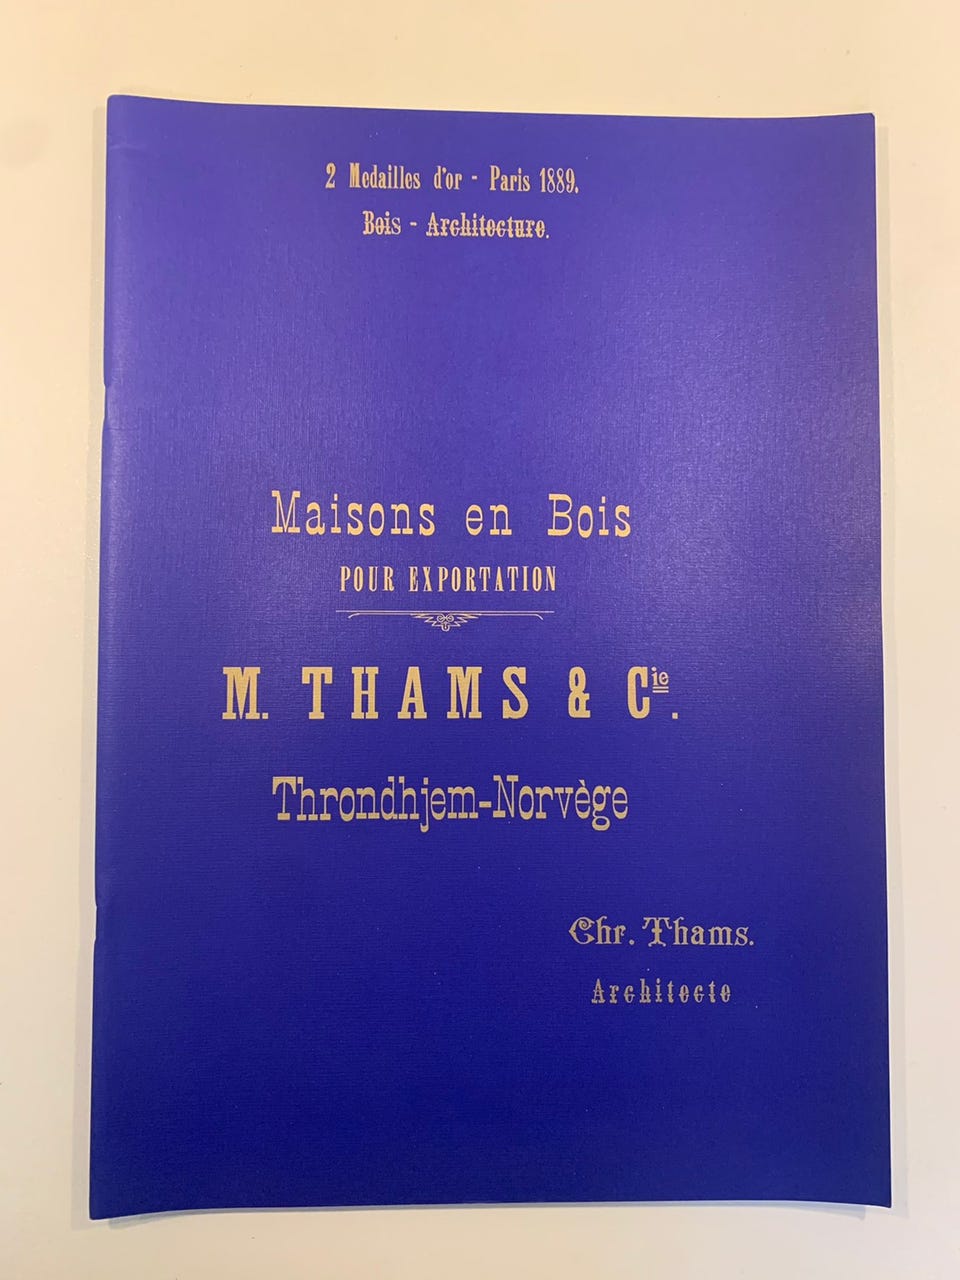 2 Medailles d'or - Paris 1889.
Bois - Architecture.
Maisons en Bois
POUR EXPORTATION
M. THAMS & Cie.
Throndhjem-Norvège
Chr. Thams.
Architecte